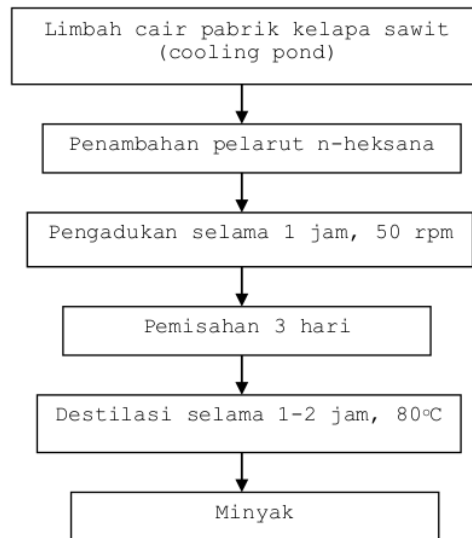 Limbah cair pabrik kelapa sawit
(cooling pond)
Penambahan pelarut n-heksana
Pengadukan selama 1 jam, 50 rpm
Pemisahan 3 hari
Destilasi selama 1-2 jam, 80°C
Minyak